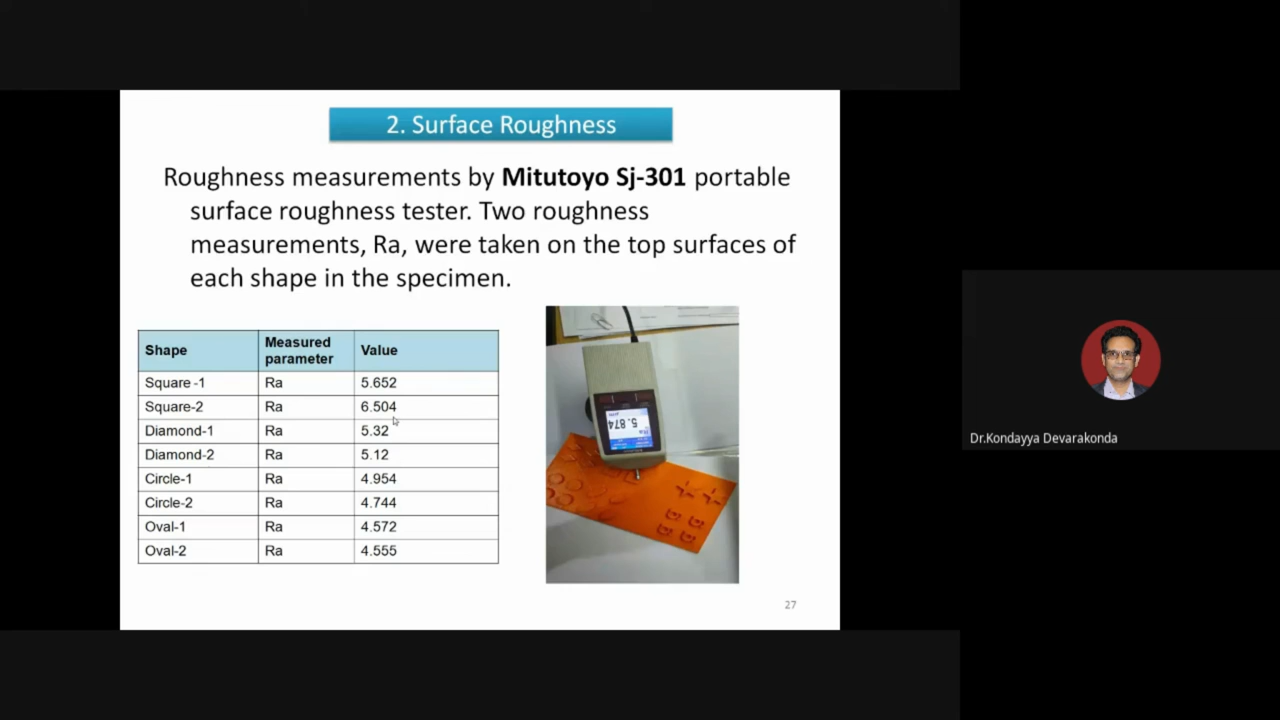 2. Surface Roughness
Roughness measurements by Mitutoyo Sj-301 portable
surface roughness tester. Two roughness
measurements, Ra, were taken on the top surfaces of
each shape in the specimen.
Shape Measured parameter Value
Square -1 Ra 5.652
Square-2 Ra 6.504
Diamond-1 Ra 5.32
Diamond-2 Ra 5.12
Circle-1 Ra 4.954
Circle-2 Ra 4.744
Oval-1 Ra 4.572
Oval-2 Ra 4.555
5.874
27
Dr.Kondayya Devarakonda